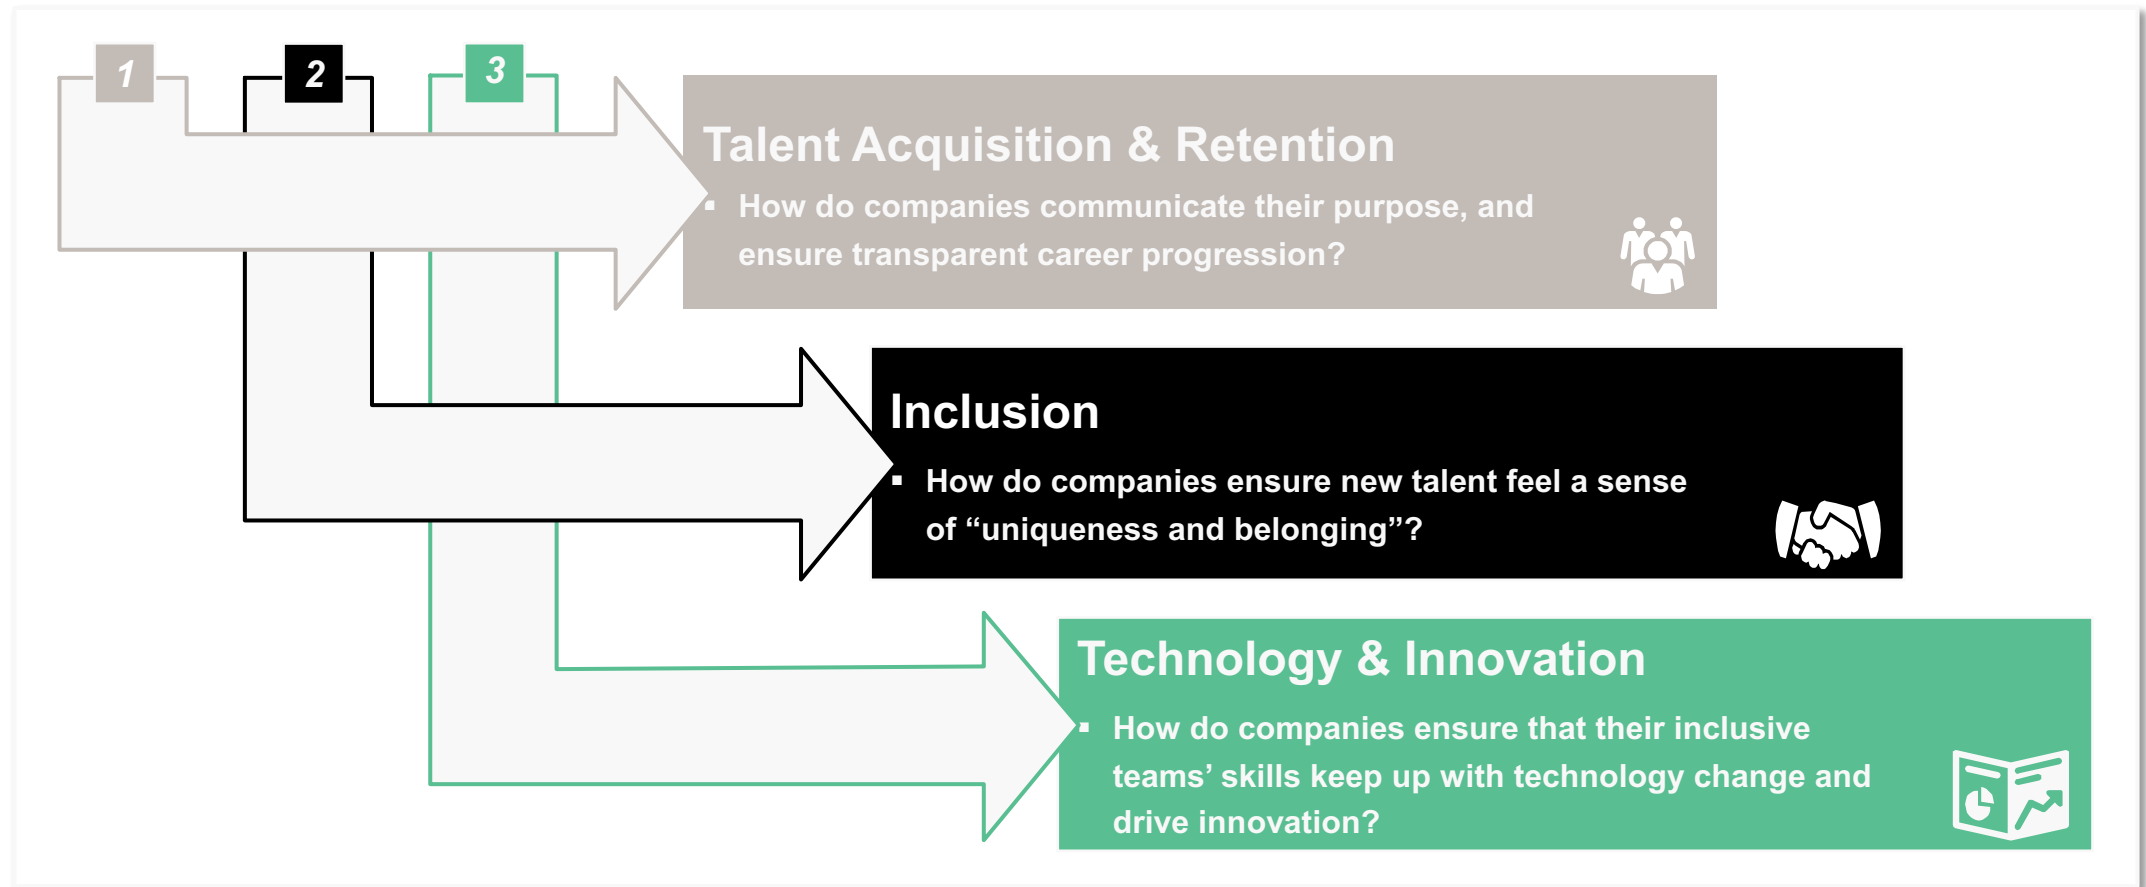 1
2
3
Talent Acquisition & Retention
▪ How do companies communicate their purpose, and
ensure transparent career progression?
Inclusion
▪ How do companies ensure new talent feel a sense
of “uniqueness and belonging”?
Technology & Innovation
▪ How do companies ensure that their inclusive
teams’ skills keep up with technology change and
drive innovation?